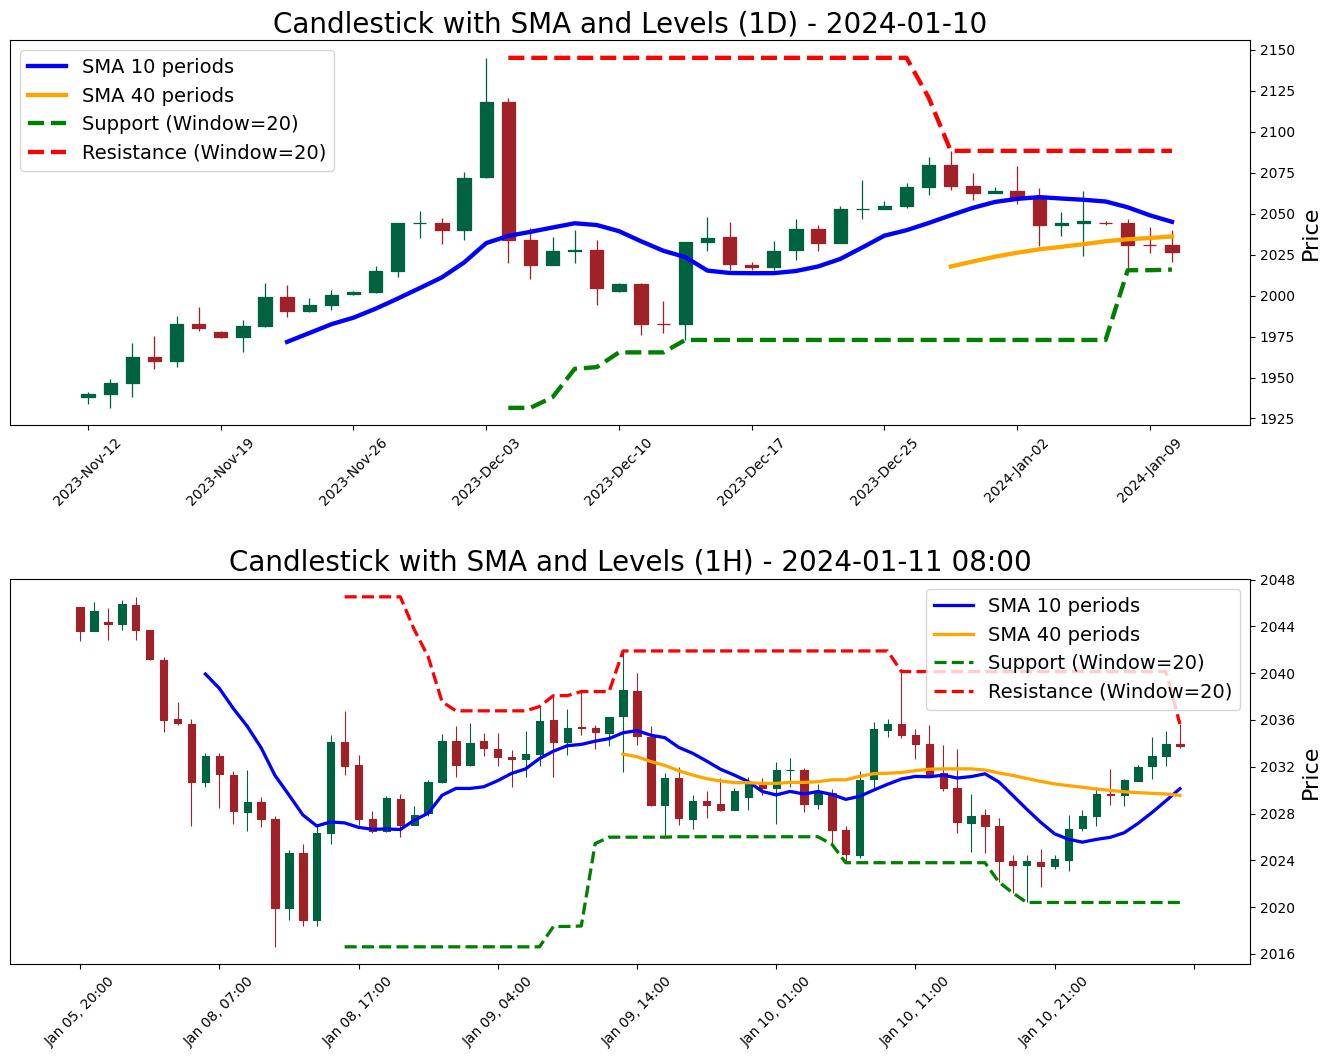 Candlestick with SMA and Levels (1D) - 2024-01-10
SMA 10 periods
SMA 40 periods
Support (Window=20)
Resistance (Window=20)
2150
2125
2100
2075
2050
2025
2000
1975
1950
1925
Price
2023-Nov-12
2023-Nov-19
2023-Nov-26
2023-Dec-03
2023-Dec-10
2023-Dec-17
2023-Dec-25
2024-Jan-02
2024-Jan-09
Candlestick with SMA and Levels (1H) - 2024-01-11 08:00
SMA 10 periods
SMA 40 periods
Support (Window=20)
Resistance (Window=20)
2048
2044
2040
2036
2032
2028
2024
2020
2016
Price
Jan 05, 20:00
Jan 08, 07:00
Jan 08, 17:00
Jan 09, 04:00
Jan 09, 14:00
Jan 10, 01:00
Jan 10, 11:00
Jan 10, 21:00